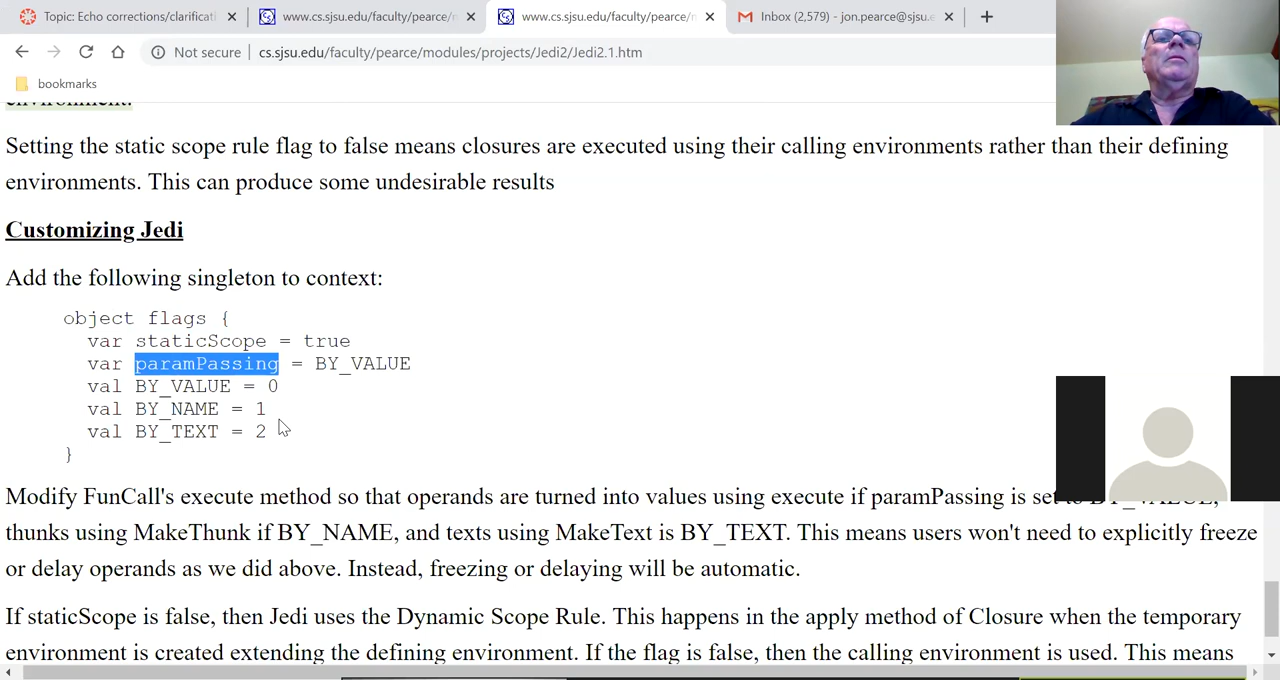 Topic: Echo corrections/clarificati
www.cs.sjsu.edu/faculty/pearce/
www.cs.sjsu.edu/faculty/pearce/
Inbox (2,579) - jon.pearce@sjsu.e
Not secure
cs.sjsu.edu/faculty/pearce/modules/projects/Jedi2/Jedi2.1.htm
bookmarks
environment.
Setting the static scope rule flag to false means closures are executed using their calling environments rather than their defining
environments. This can produce some undesirable results
Customizing Jedi
Add the following singleton to context:
object flags {
var staticScope = true
var paramPassing = BY_VALUE
val BY_VALUE = 0
val BY_NAME = 1
val BY_TEXT = 2
}
Modify FunCall's execute method so that operands are turned into values using execute if paramPassing is set to BY_VALUE,
thunks using MakeThunk if BY_NAME, and texts using MakeText is BY_TEXT. This means users won't need to explicitly freeze
or delay operands as we did above. Instead, freezing or delaying will be automatic.
If staticScope is false, then Jedi uses the Dynamic Scope Rule. This happens in the apply method of Closure when the temporary
environment is created extending the defining environment. If the flag is false, then the calling environment is used. This means